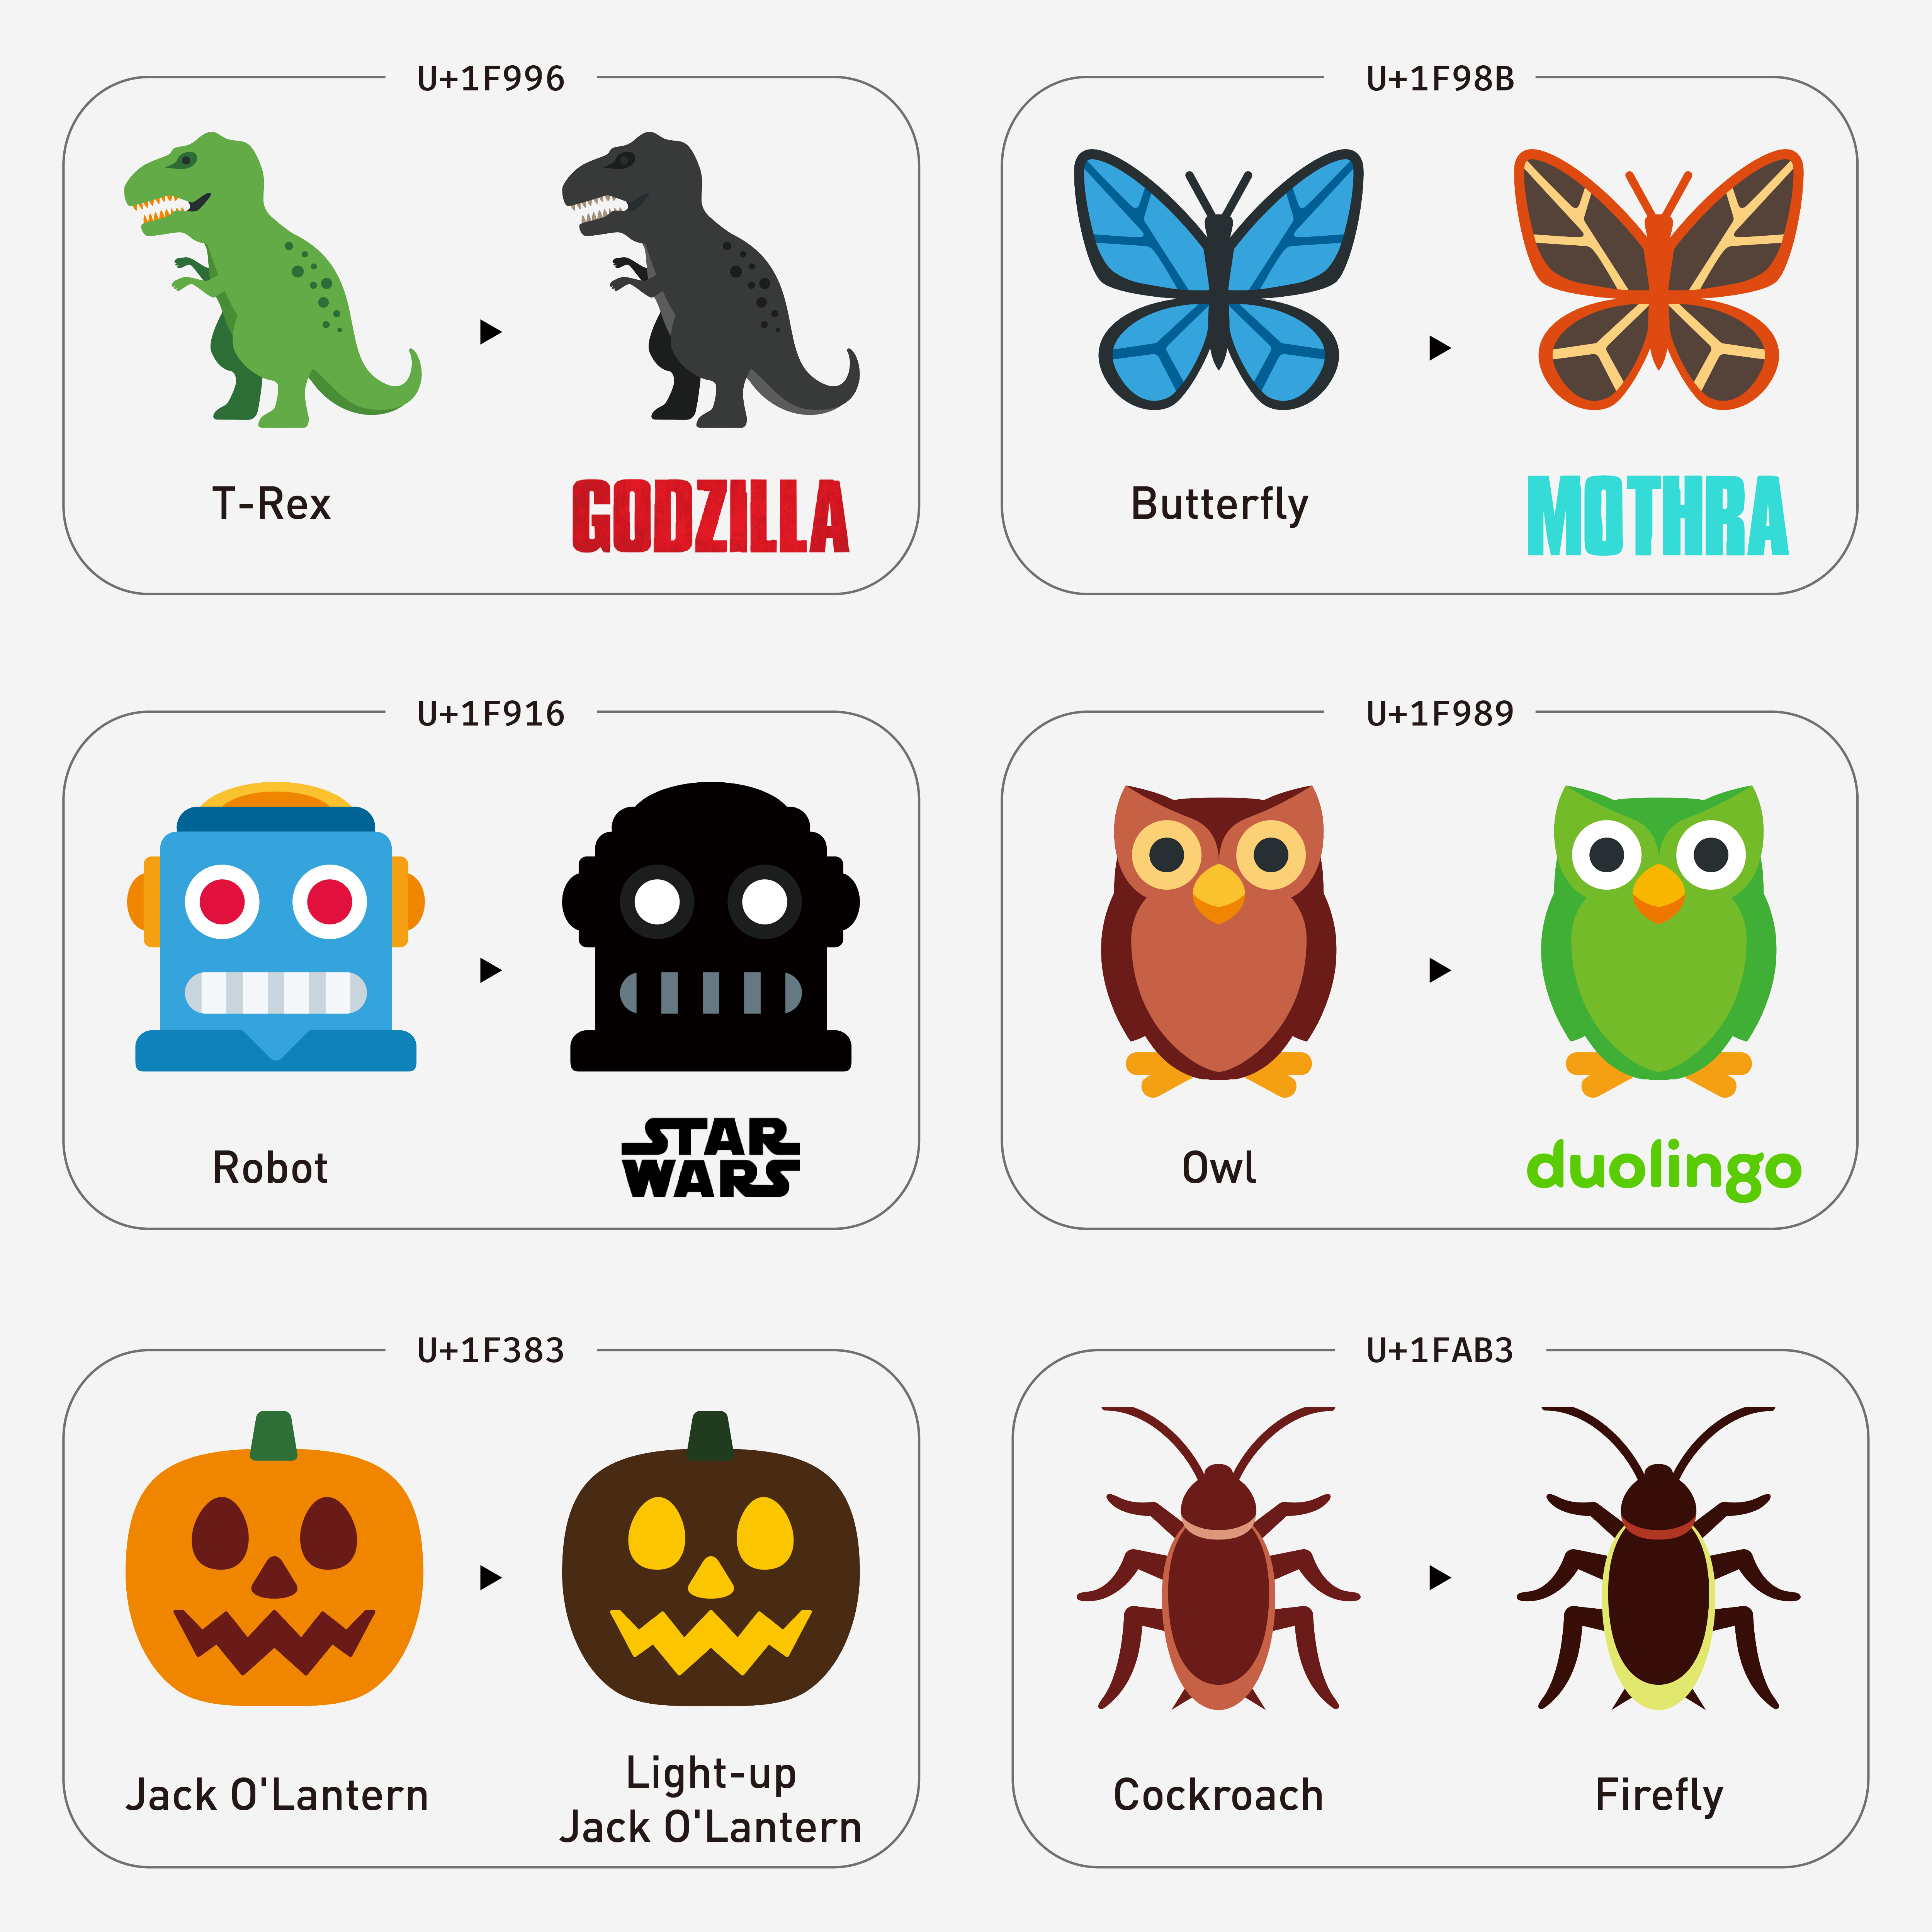 U+1F996
T-Rex
GODZILLA
U+1F98B
Butterfly
MOTHRA
U+1F916
Robot
STAR
WARS
U+1F989
Owl
duolingo
U+1F383
Jack O'Lantern
Light-up
Jack O'Lantern
U+1FAB3
Cockroach
Firefly